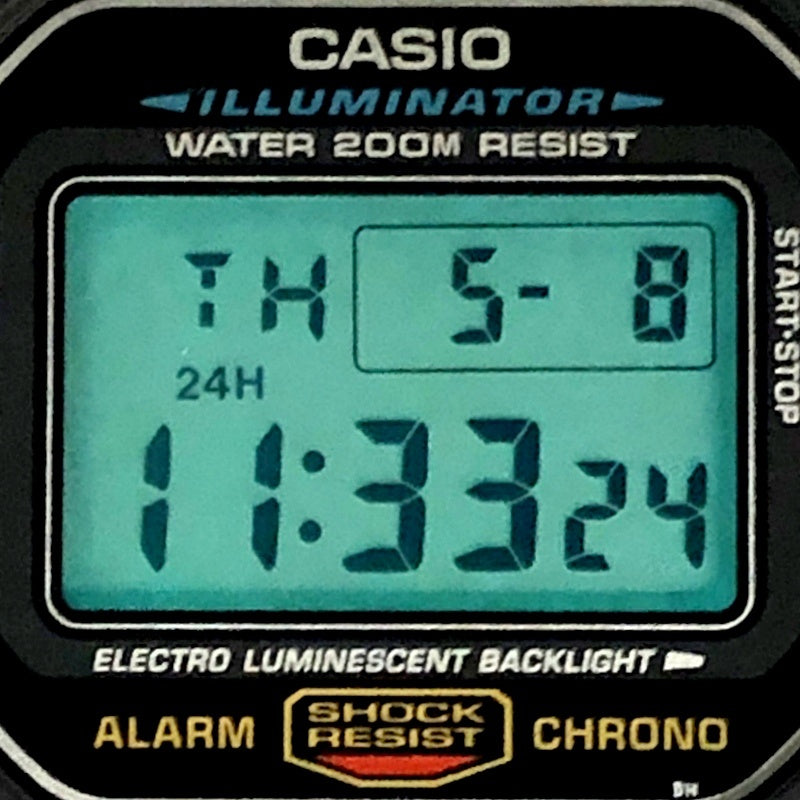 CASIO
ILLUMINATOR
WATER 200M RESIST
START·STOP
TH 5- 8
24H
11:33 24
ELECTRO LUMINESCENT BACKLIGHT
ALARM SHOCK RESIST CHRONO